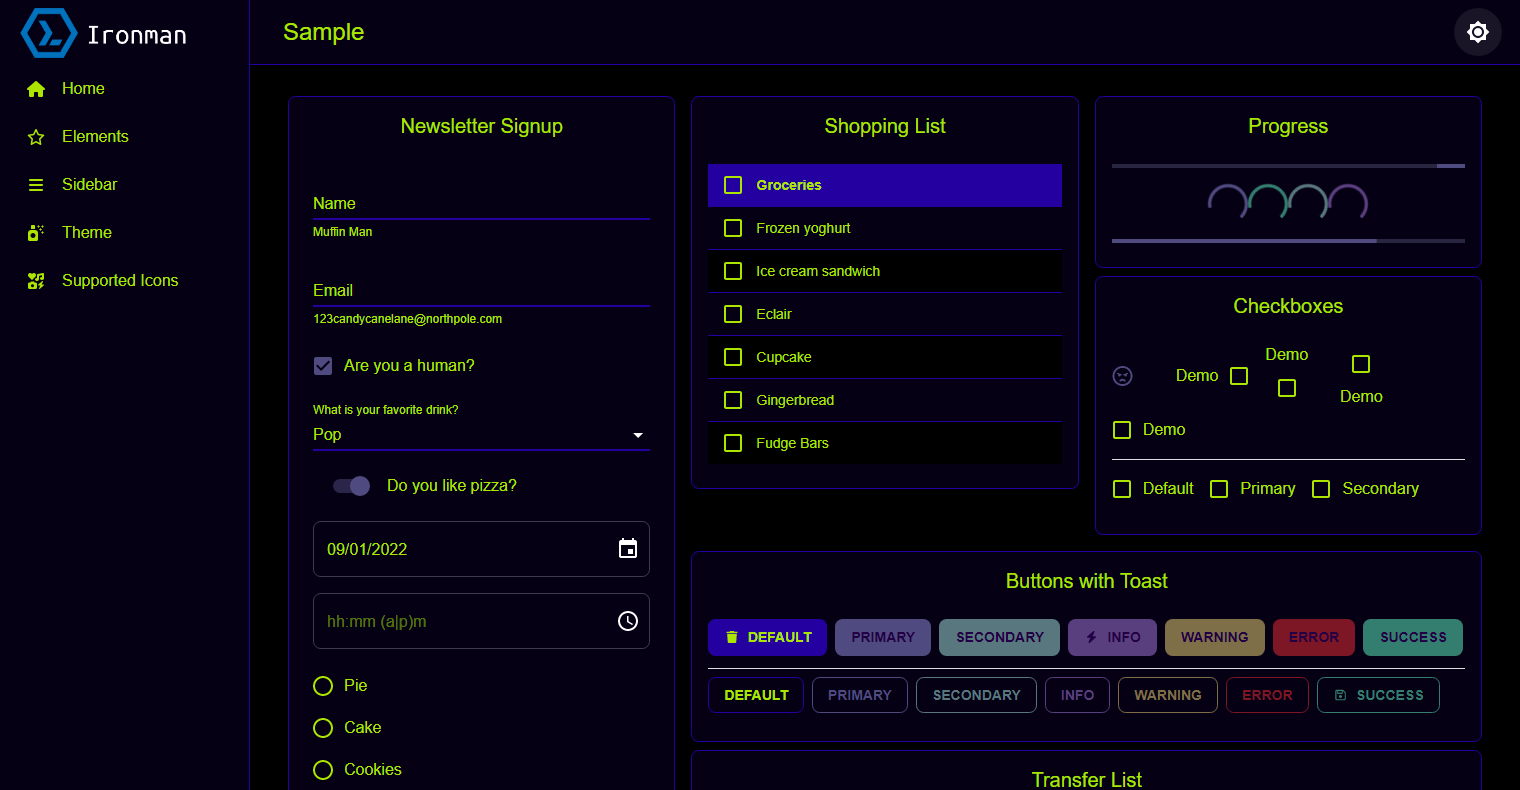 Ironman
Home
Elements
Sidebar
Theme
Supported Icons
Sample
Newsletter Signup
Name
Muffin Man
Email
123candycanelane@northpole.com
Are you a human?
What is your favorite drink?
Pop
Do you like pizza?
09/01/2022
hh:mm (a|p)m
Pie
Cake
Cookies
Shopping List
Groceries
Frozen yoghurt
Ice cream sandwich
Eclair
Cupcake
Gingerbread
Fudge Bars
Progress
Checkboxes
Demo
Demo
Demo
Demo
Default Primary Secondary
Buttons with Toast
DEFAULT PRIMARY SECONDARY INFO WARNING ERROR SUCCESS
DEFAULT PRIMARY SECONDARY INFO WARNING ERROR SUCCESS
Transfer List